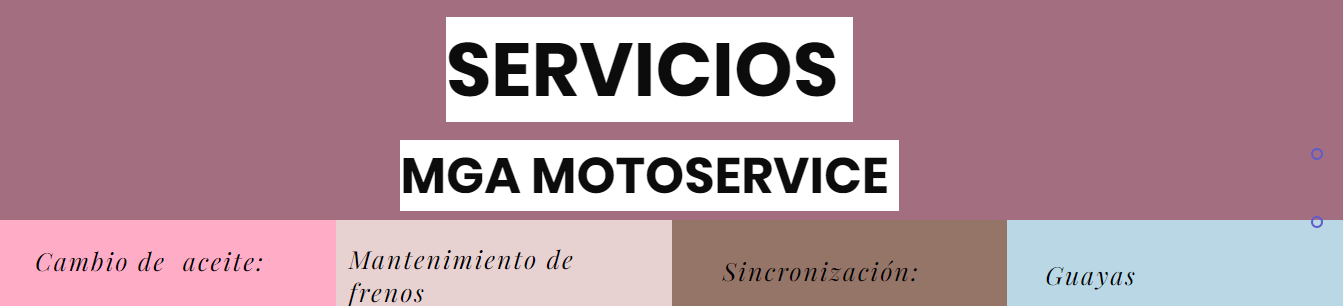 SERVICIOS
MGA MOTOSERVICE
Cambio de aceite:
Mantenimiento de
frenos
Sincronización:
Guayas